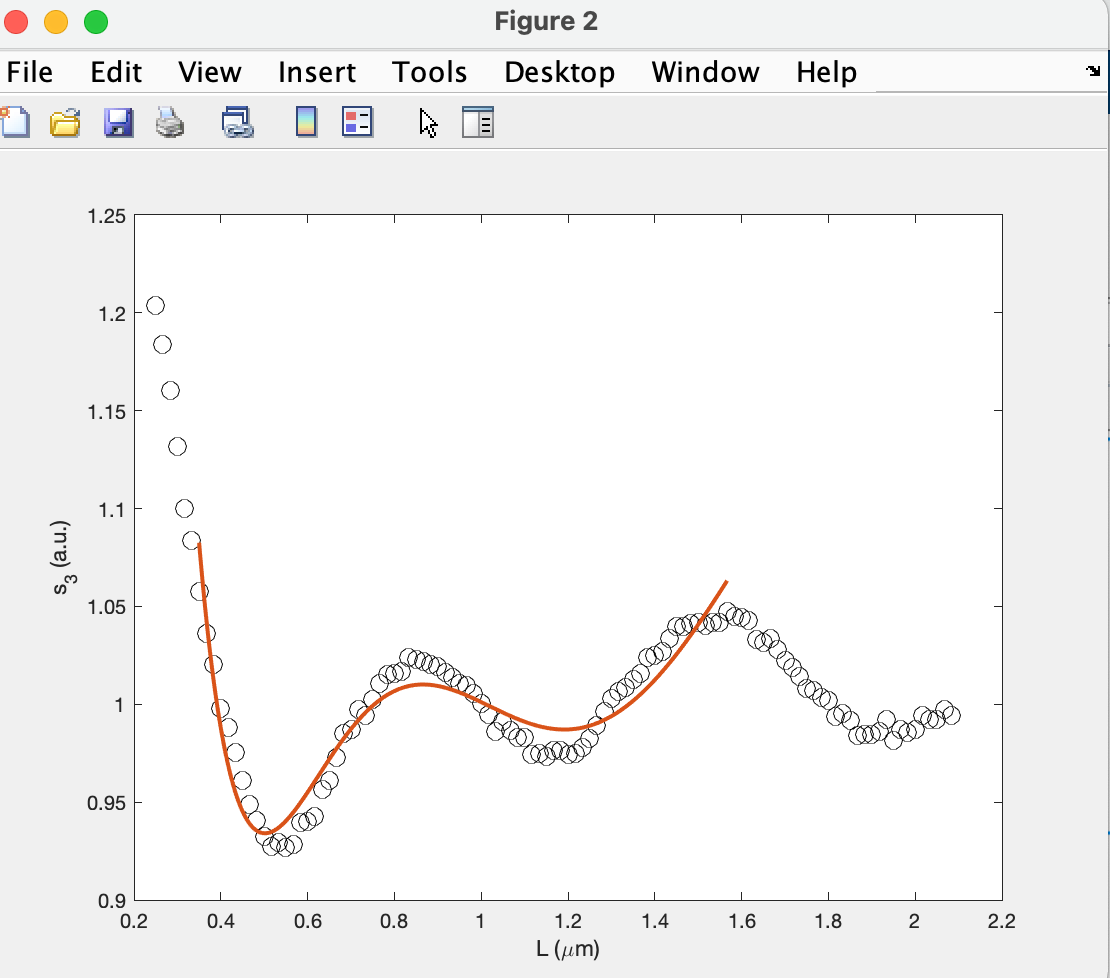 Figure 2
File Edit View Insert Tools Desktop Window Help
1.25
1.2
1.15
1.1
1.05
1
0.95
0.9
s₃ (a.u.)
0.2 0.4 0.6 0.8 1 1.2 1.4 1.6 1.8 2 2.2
L (μm)